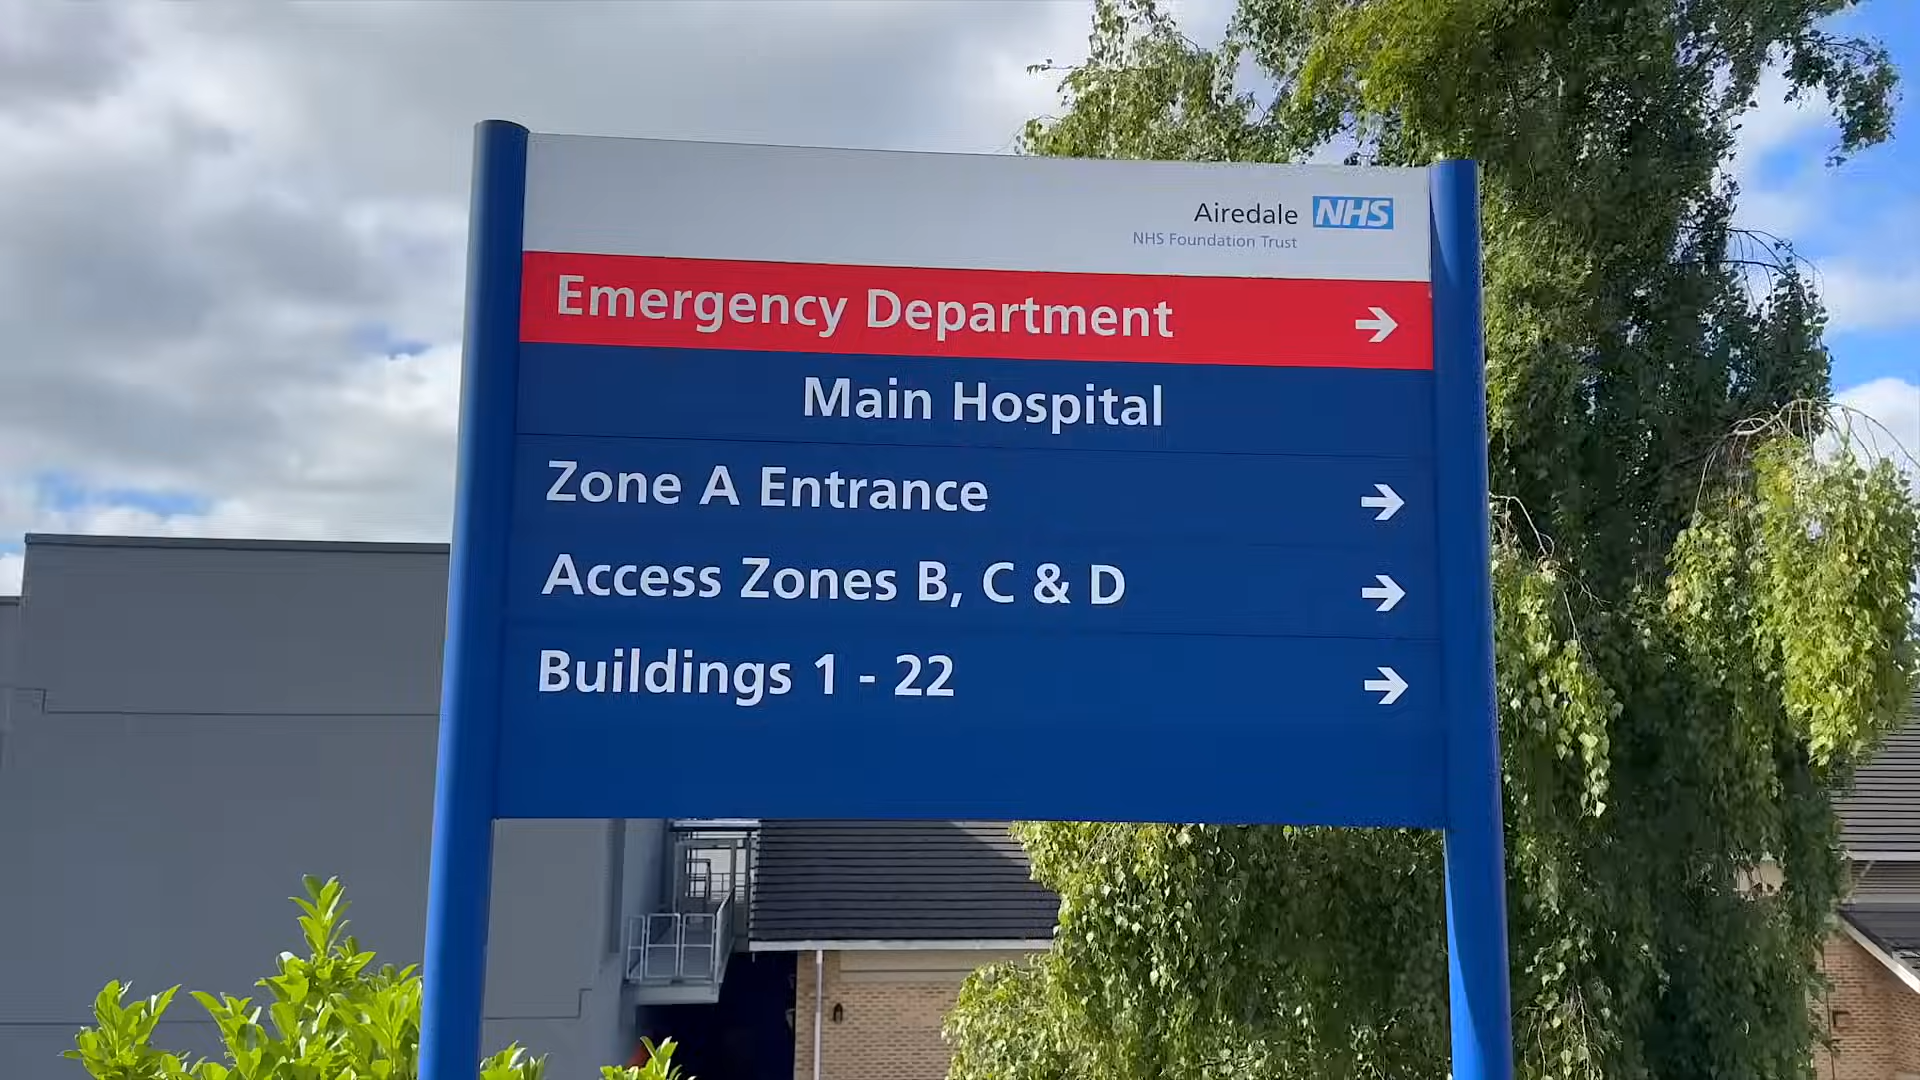 Airedale NHS
NHS Foundation Trust
Emergency Department →
Main Hospital
Zone A Entrance →
Access Zones B, C & D →
Buildings 1 - 22 →